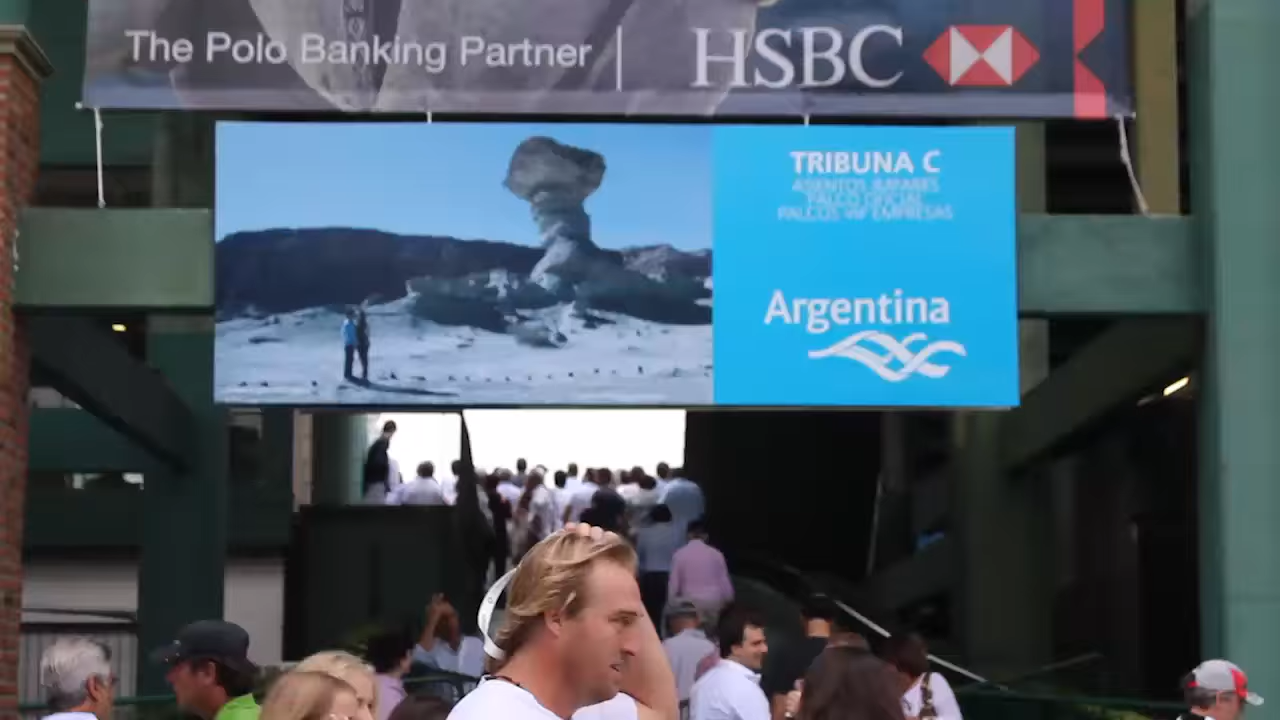 The Polo Banking Partner | HSBC
TRIBUNA C
ASIENTOS IMPARES
PALCO OFICIAL
PALCOS VIP EMPRESAS
Argentina